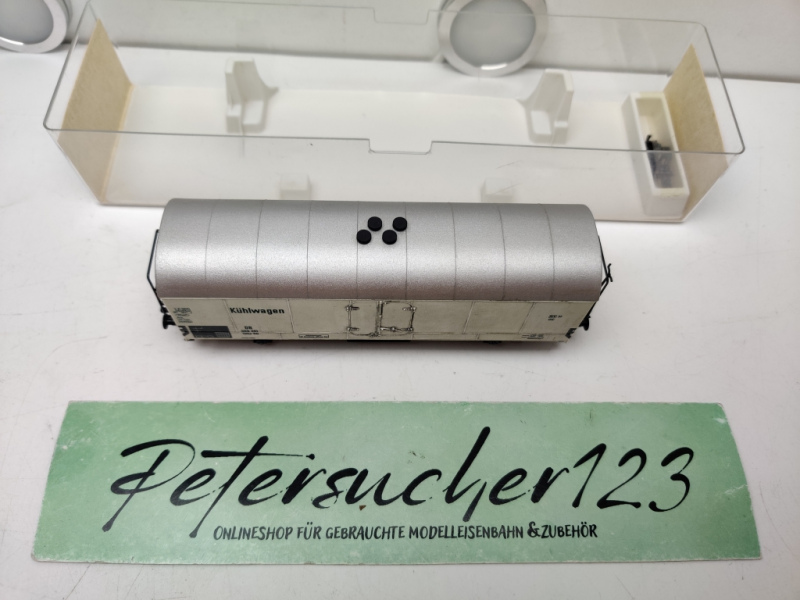 Kühlwagen
DB
Petersucher123
ONLINESHOP FÜR GEBRAUCHTE MODELLEISENBAHN & ZUBEHÖR